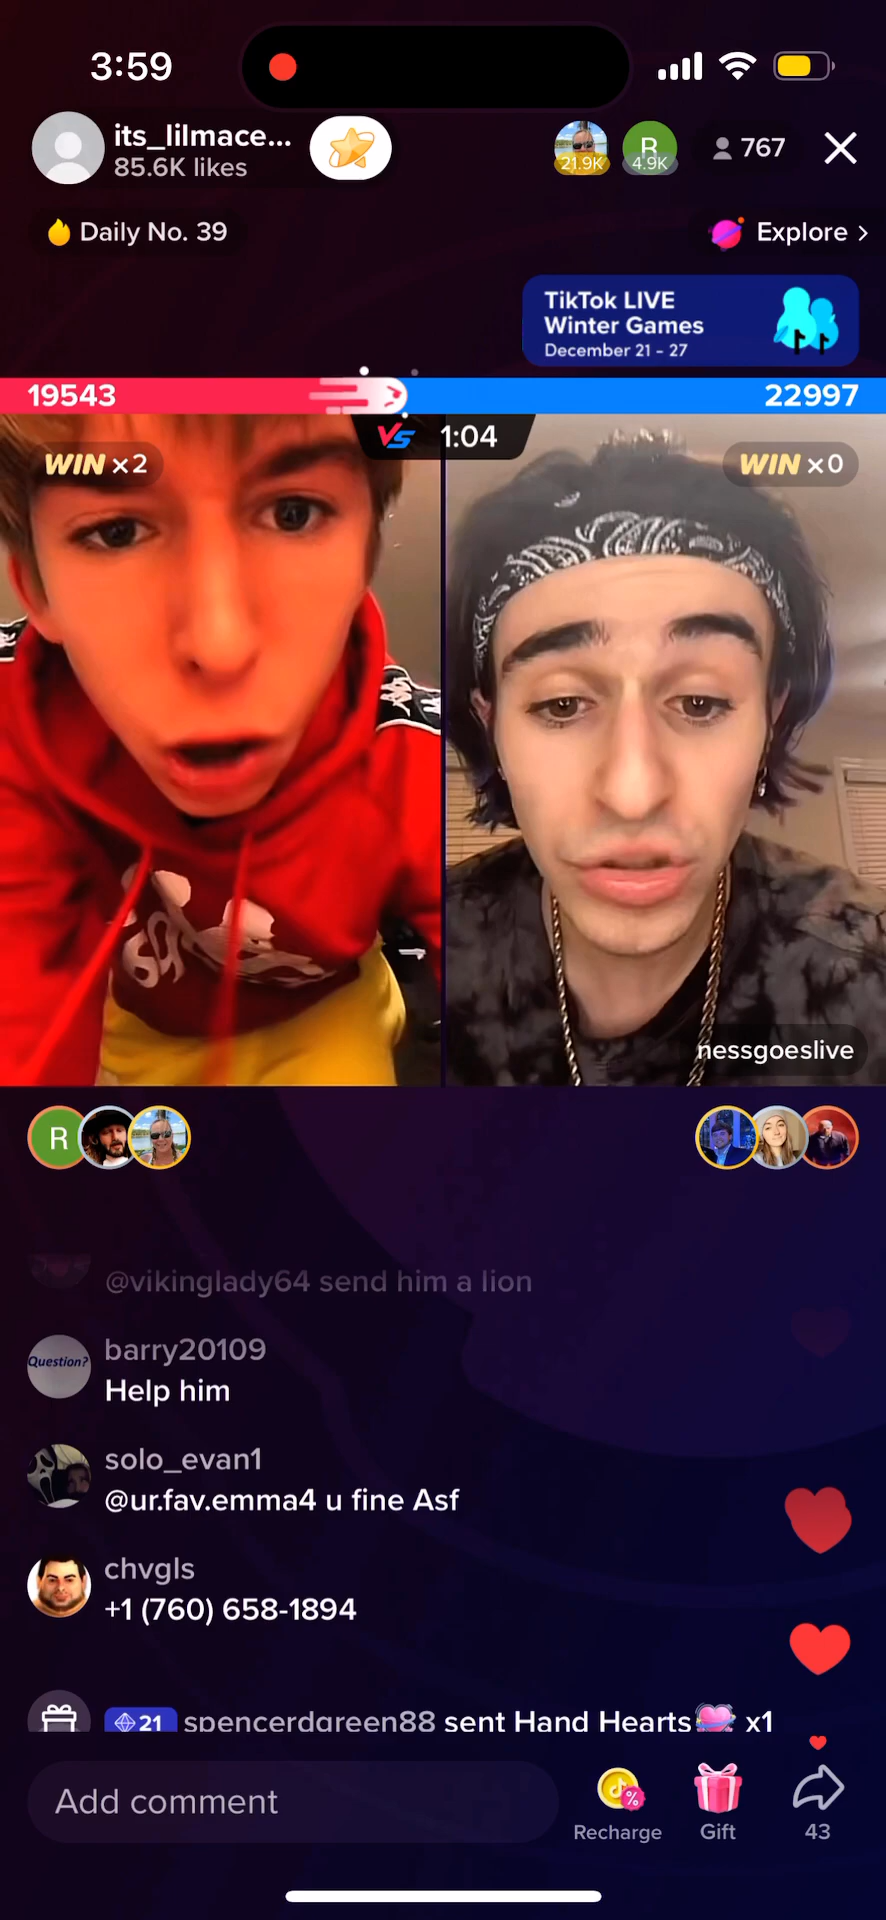 3:59
its_lilmace...
85.6K likes
21.9K
R
4.9K
767
Daily No. 39
Explore >
TikTok LIVE
Winter Games
December 21 - 27
19543
22997
VS 1:04
WIN x2
WIN x0
nessgoeslive
R
@vikinglady64 send him a lion
Question?
barry20109
Help him
solo_evan1
@ur.fav.emma4 u fine Asf
chvgls
+1 (760) 658-1894
21 spencerdgreen88 sent Hand Hearts x1
Add comment
%
Recharge
Gift
43